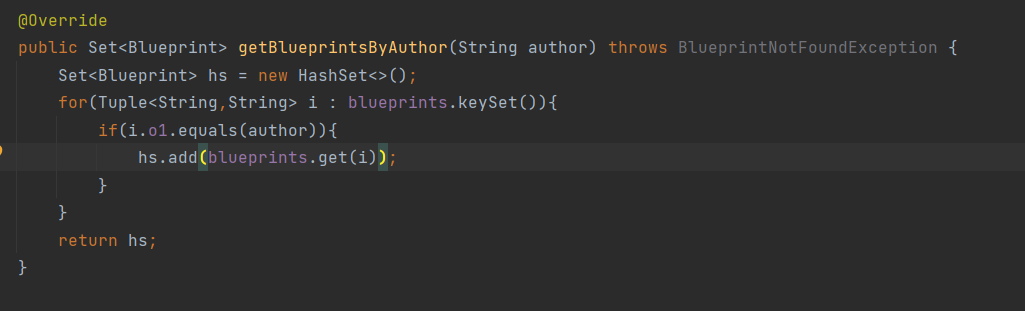 @Override
public Set<Blueprint> getBlueprintsByAuthor(String author) throws BlueprintNotFoundException {
    Set<Blueprint> hs = new HashSet<>();
    for(Tuple<String,String> i : blueprints.keySet()){
        if(i.o1.equals(author)){
            hs.add(blueprints.get(i));
        }
    }
    return hs;
}